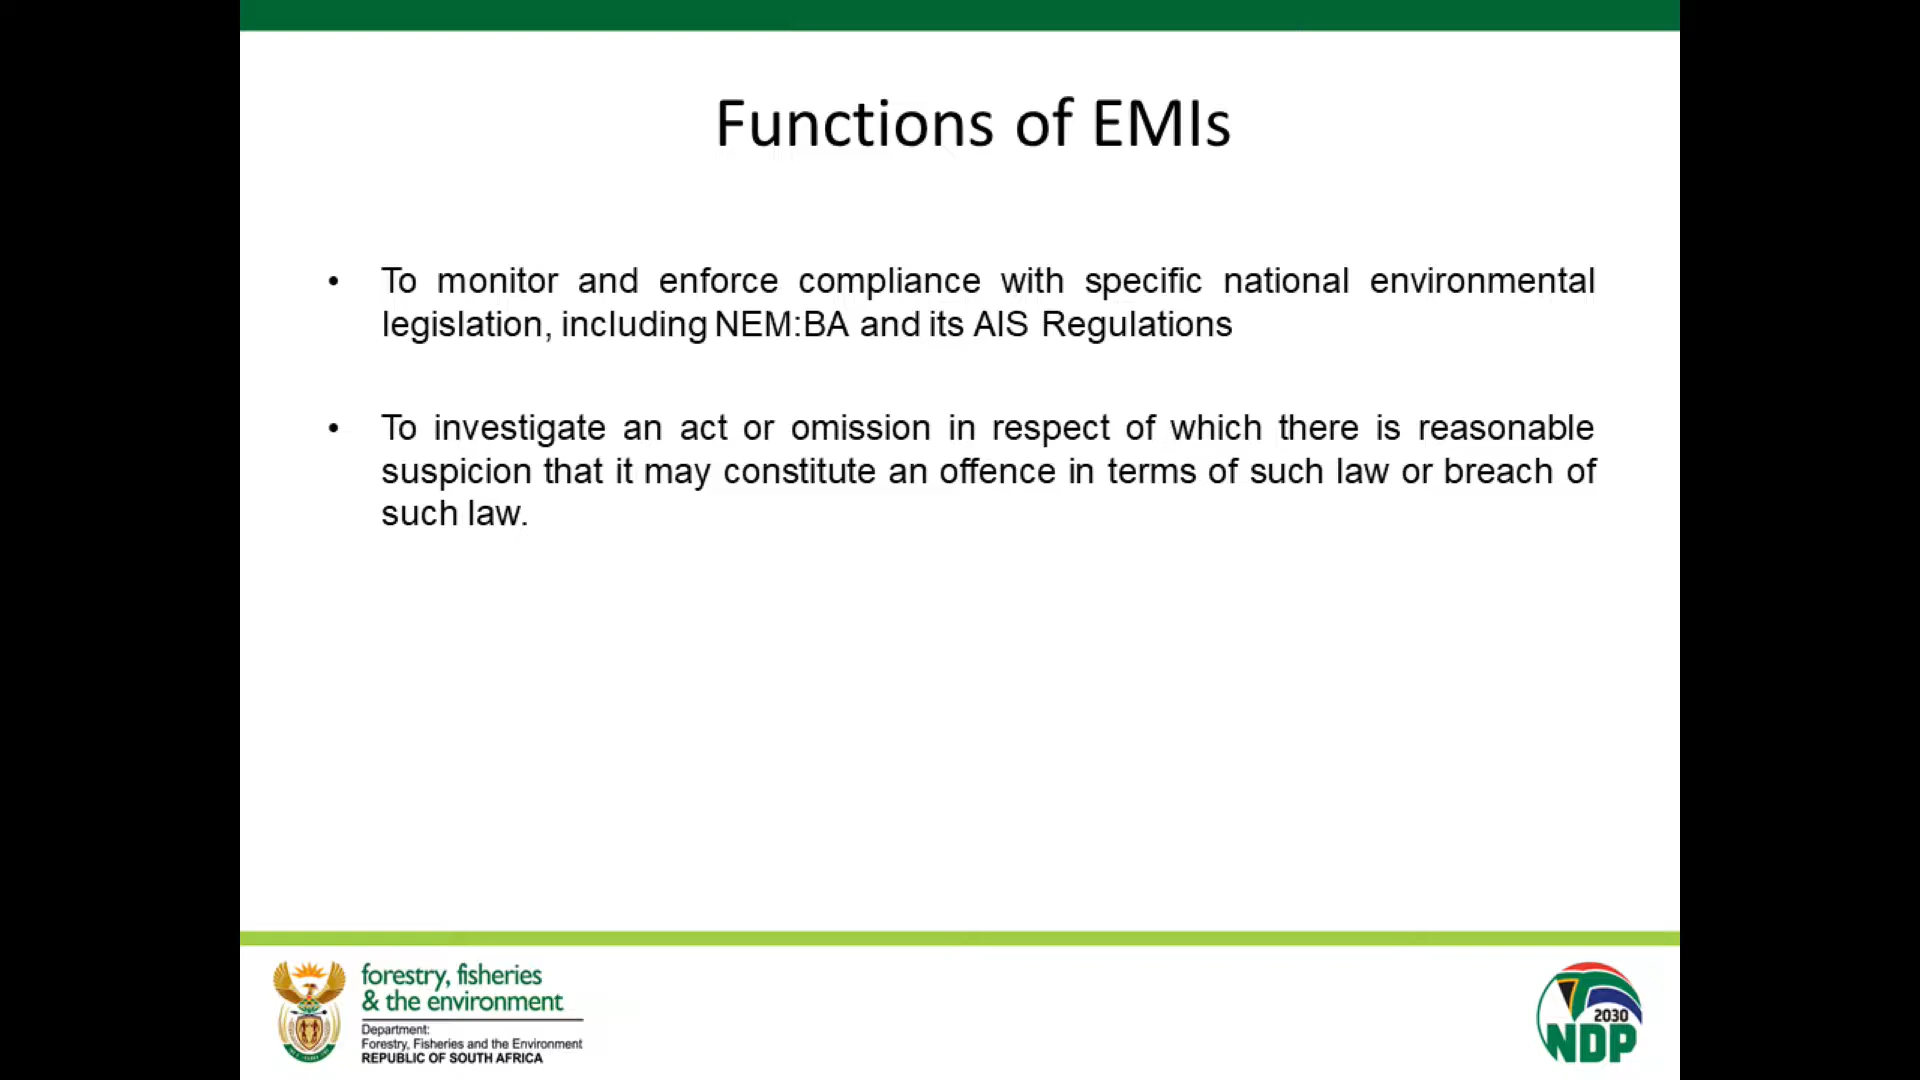 Functions of EMIs
• To monitor and enforce compliance with specific national environmental
legislation, including NEM:BA and its AIS Regulations
• To investigate an act or omission in respect of which there is reasonable
suspicion that it may constitute an offence in terms of such law or breach of
such law.
forestry, fisheries
& the environment
Department:
Forestry, Fisheries and the Environment
REPUBLIC OF SOUTH AFRICA
2030
NDP